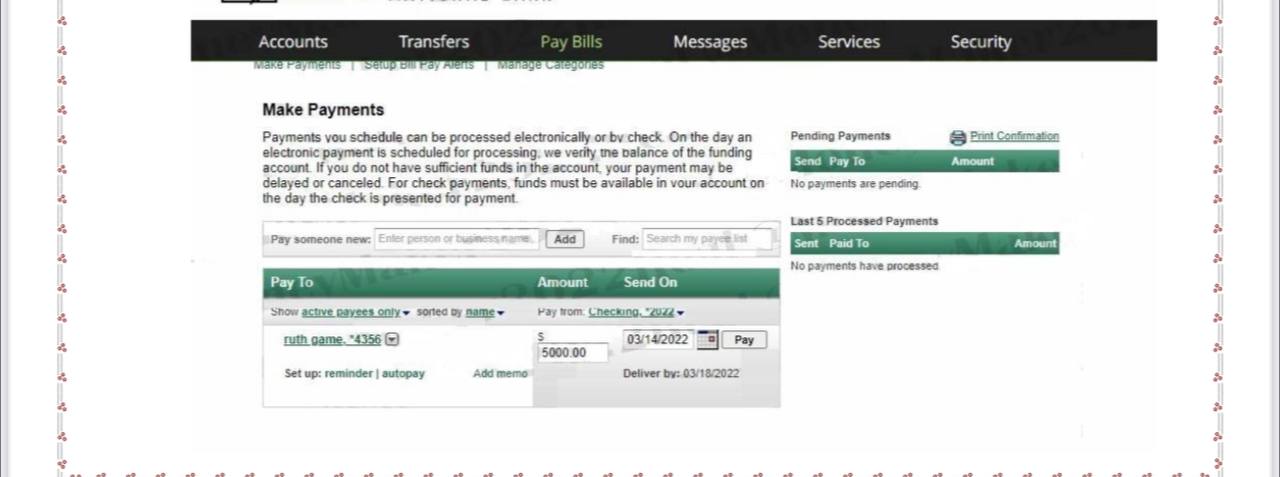 Accounts Transfers Pay Bills Messages Services Security
Make Payments | Setup Bill Pay Alerts | Manage Categories
Make Payments
Payments you schedule can be processed electronically or by check. On the day an
electronic payment is scheduled for processing, we verify the balance of the funding
account. If you do not have sufficient funds in the account, your payment may be
delayed or canceled. For check payments, funds must be available in your account on
the day the check is presented for payment.
Pay someone new: Enter person or business name. Add Find: Search my payee list
Pay To Amount Send On
Show active payees only sorted by name Pay from: Checking, *2022
ruth game, *4356 $ 5000.00 03/14/2022 Pay
Set up: reminder | autopay Add memo Deliver by: 03/18/2022
Pending Payments Print Confirmation
Send Pay To Amount
No payments are pending.
Last 5 Processed Payments
Sent Paid To Amount
No payments have processed